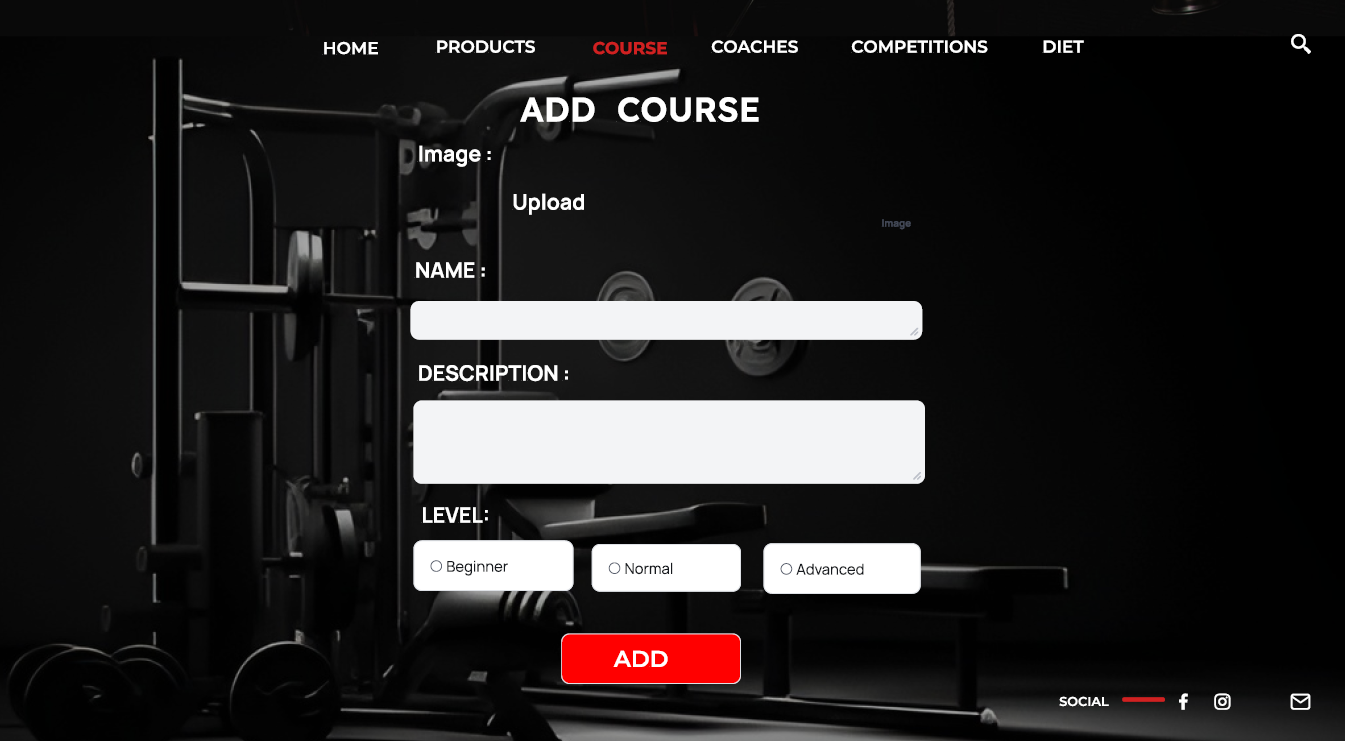 HOME PRODUCTS COURSE COACHES COMPETITIONS DIET
ADD COURSE
Image :
Upload
Image
NAME :
DESCRIPTION :
LEVEL:
Beginner Normal Advanced
ADD
SOCIAL